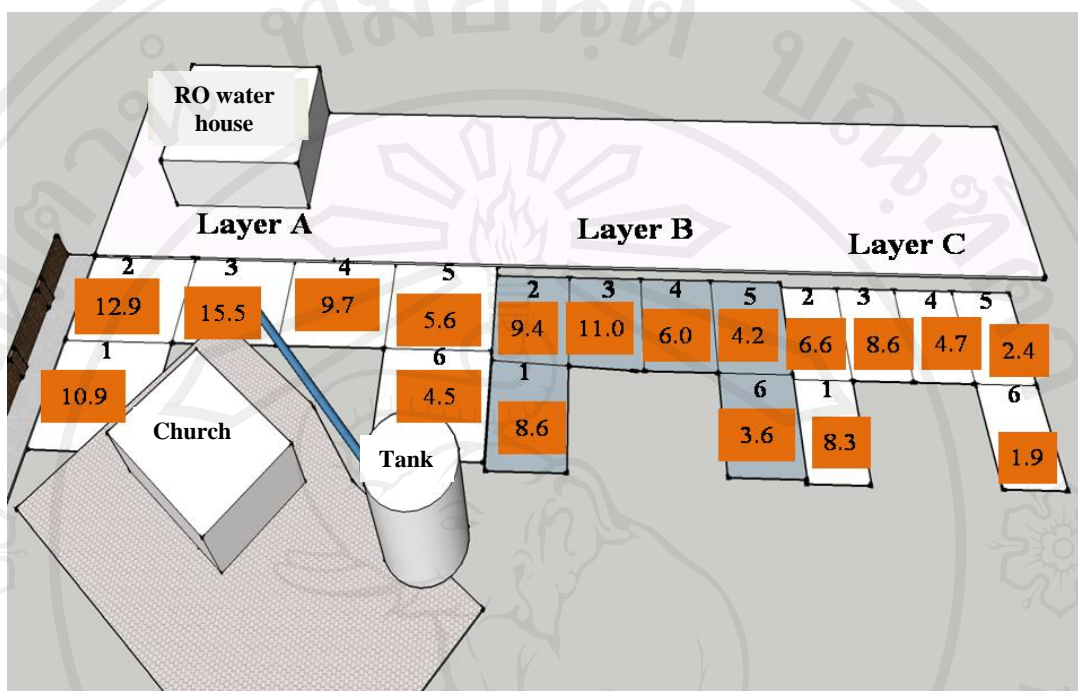 RO water
house
Layer A
Layer B
Layer C
2 3 4 5 2 3 4 5 2 3 4 5
12.9 15.5 9.7 5.6 9.4 11.0 6.0 4.2 6.6 8.6 4.7 2.4
1 6 1 6 1 6
10.9 4.5 8.6 3.6 8.3 1.9
Church
Tank